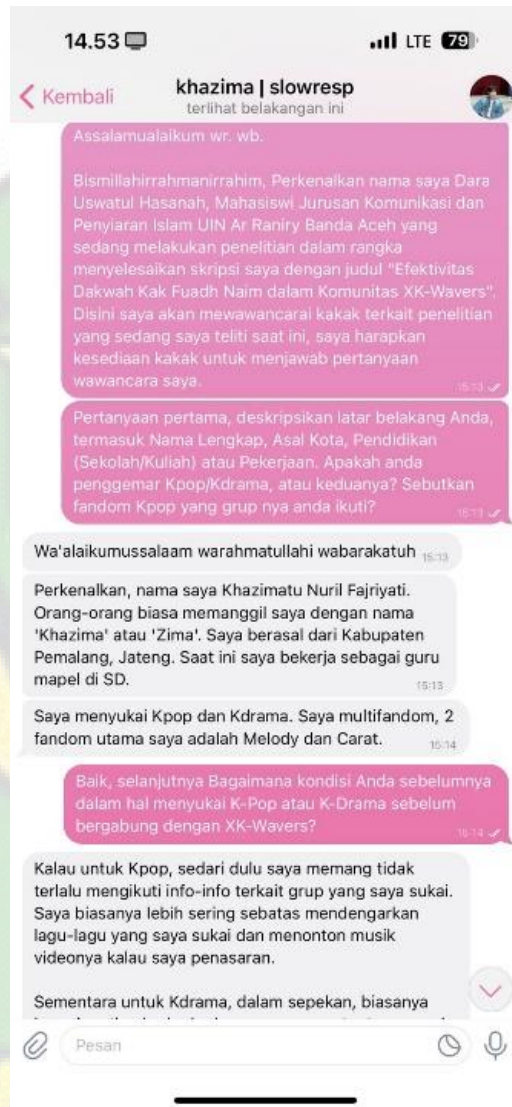 14.53
LTE 79
Kembali
khazima | slowresp
terlihat belakangan ini
Assalamualaikum wr. wb.
Bismillahirrahmanirrahim, Perkenalkan nama saya Dara
Uswatul Hasanah, Mahasiswi Jurusan Komunikasi dan
Penyiaran Islam UIN Ar Raniry Banda Aceh yang
sedang melakukan penelitian dalam rangka
menyelesaikan skripsi saya dengan judul "Efektivitas
Dakwah Kak Fuadh Naim dalam Komunitas XK-Wavers".
Disini saya akan mewawancarai kakak terkait penelitian
yang sedang saya teliti saat ini, saya harapkan
kesediaan kakak untuk menjawab pertanyaan
wawancara saya.
15:13
Pertanyaan pertama, deskripsikan latar belakang Anda,
termasuk Nama Lengkap, Asal Kota, Pendidikan
(Sekolah/Kuliah) atau Pekerjaan. Apakah anda
penggemar Kpop/Kdrama, atau keduanya? Sebutkan
fandom Kpop yang grup nya anda ikuti?
15:13
Wa'alaikumussalaam warahmatullahi wabarakatuh 15:13
Perkenalkan, nama saya Khazimatu Nuril Fajriyati.
Orang-orang biasa memanggil saya dengan nama
'Khazima' atau 'Zima'. Saya berasal dari Kabupaten
Pemalang, Jateng. Saat ini saya bekerja sebagai guru
mapel di SD.
15:13
Saya menyukai Kpop dan Kdrama. Saya multifandom, 2
fandom utama saya adalah Melody dan Carat. 15:14
Baik, selanjutnya Bagaimana kondisi Anda sebelumnya
dalam hal menyukai K-Pop atau K-Drama sebelum
bergabung dengan XK-Wavers? 15:14
Kalau untuk Kpop, sedari dulu saya memang tidak
terlalu mengikuti info-info terkait grup yang saya sukai.
Saya biasanya lebih sering sebatas mendengarkan
lagu-lagu yang saya sukai dan menonton musik
videonya kalau saya penasaran.
Sementara untuk Kdrama, dalam sepekan, biasanya
Pesan